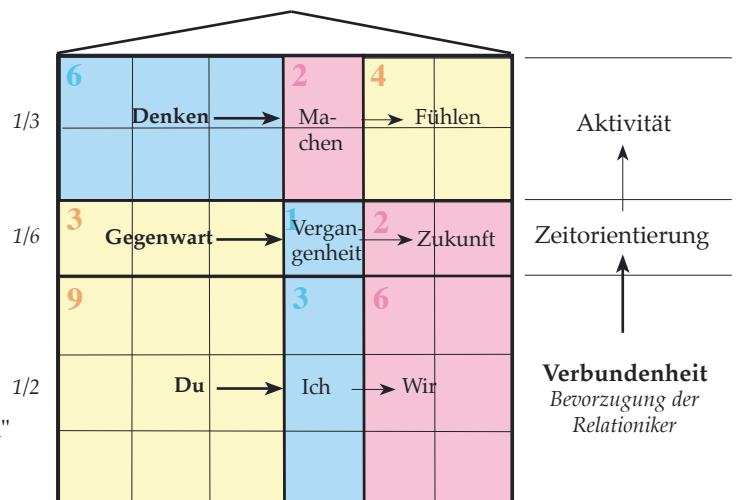 6 2 4
1/3 Denken Ma- Fühlen Aktivität
chen
3 1 2
1/6 Gegenwart Vergan- Zukunft Zeitorientierung
genheit
9 3 6
1/2 Du Ich Wir Verbundenheit
Bevorzugung der
"
Relationiker